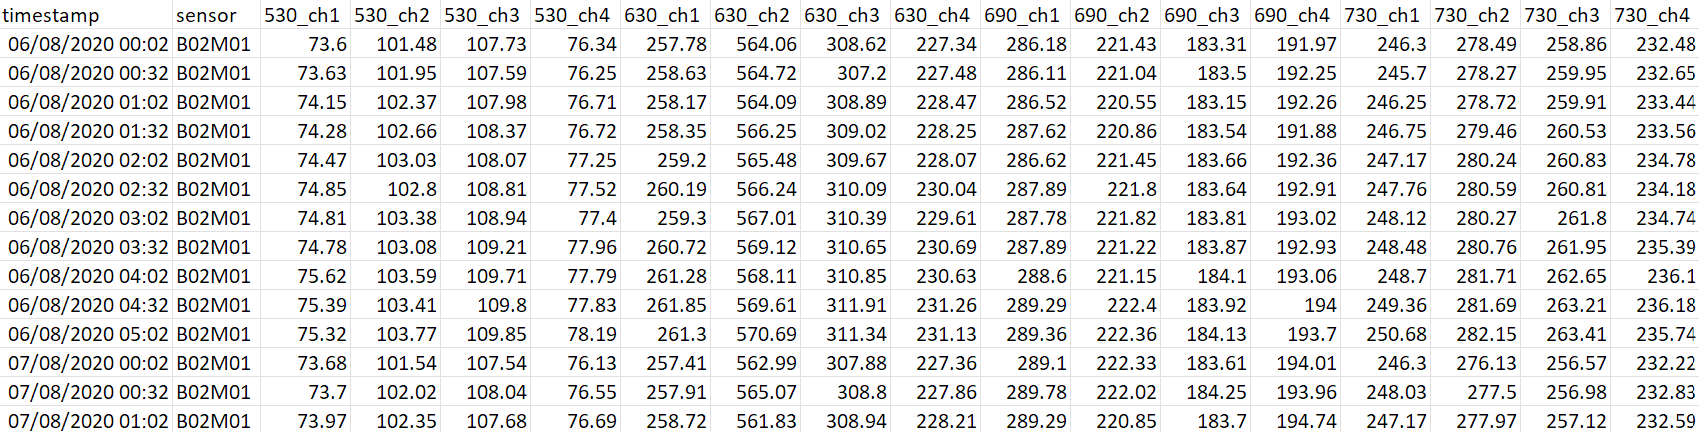 timestamp sensor 530_ch1 530_ch2 530_ch3 530_ch4 630_ch1 630_ch2 630_ch3 630_ch4 690_ch1 690_ch2 690_ch3 690_ch4 730_ch1 730_ch2 730_ch3 730_ch4
06/08/2020 00:02 B02M01 73.6 101.48 107.73 76.34 257.78 564.06 308.62 227.34 286.18 221.43 183.31 191.97 246.3 278.49 258.86 232.48
06/08/2020 00:32 B02M01 73.63 101.95 107.59 76.25 258.63 564.72 307.2 227.48 286.11 221.04 183.5 192.25 245.7 278.27 259.95 232.65
06/08/2020 01:02 B02M01 74.15 102.37 107.98 76.71 258.17 564.09 308.89 228.47 286.52 220.55 183.15 192.26 246.25 278.72 259.91 233.44
06/08/2020 01:32 B02M01 74.28 102.66 108.37 76.72 258.35 566.25 309.02 228.25 287.62 220.86 183.54 191.88 246.75 279.46 260.53 233.56
06/08/2020 02:02 B02M01 74.47 103.03 108.07 77.25 259.2 565.48 309.67 228.07 286.62 221.45 183.66 192.36 247.17 280.24 260.83 234.78
06/08/2020 02:32 B02M01 74.85 102.8 108.81 77.52 260.19 566.24 310.09 230.04 287.89 221.8 183.64 192.91 247.76 280.59 260.81 234.18
06/08/2020 03:02 B02M01 74.81 103.38 108.94 77.4 259.3 567.01 310.39 229.61 287.78 221.82 183.81 193.02 248.12 280.27 261.8 234.74
06/08/2020 03:32 B02M01 74.78 103.08 109.21 77.96 260.72 569.12 310.65 230.69 287.89 221.22 183.87 192.93 248.48 280.76 261.95 235.39
06/08/2020 04:02 B02M01 75.62 103.59 109.71 77.79 261.28 568.11 310.85 230.63 288.6 221.15 184.1 193.06 248.7 281.71 262.65 236.1
06/08/2020 04:32 B02M01 75.39 103.41 109.8 77.83 261.85 569.61 311.91 231.26 289.29 222.4 183.92 194 249.36 281.69 263.21 236.18
06/08/2020 05:02 B02M01 75.32 103.77 109.85 78.19 261.3 570.69 311.34 231.13 289.36 222.36 184.13 193.7 250.68 282.15 263.41 235.74
07/08/2020 00:02 B02M01 73.68 101.54 107.54 76.13 257.41 562.99 307.88 227.36 289.1 222.33 183.61 194.01 246.3 276.13 256.57 232.22
07/08/2020 00:32 B02M01 73.7 102.02 108.04 76.55 257.91 565.07 308.8 227.86 289.78 222.02 184.25 193.96 248.03 277.5 256.98 232.83
07/08/2020 01:02 B02M01 73.97 102.35 107.68 76.69 258.72 561.83 308.94 228.21 289.29 220.85 183.7 194.74 247.17 277.97 257.12 232.59